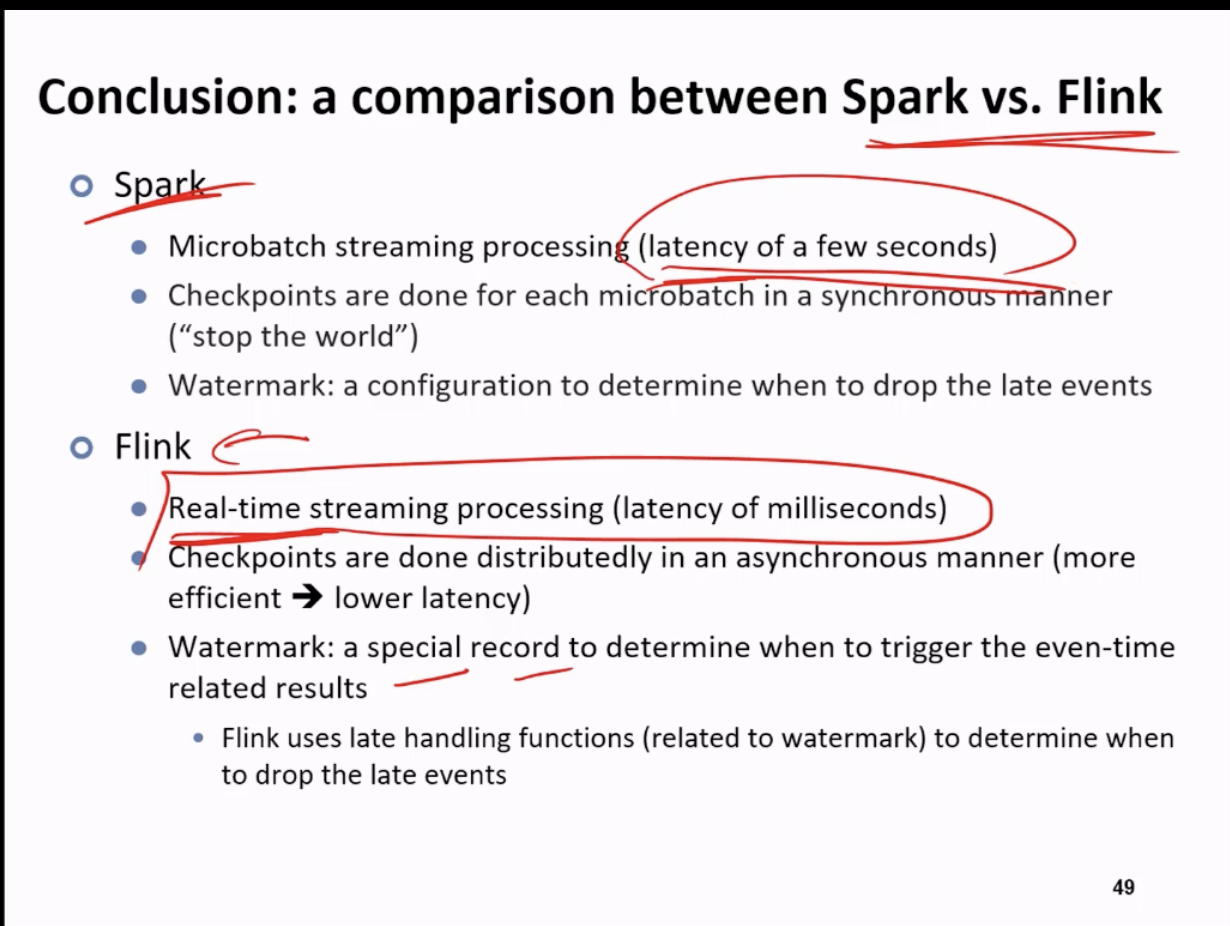 Conclusion: a comparison between Spark vs. Flink
Spark
Microbatch streaming processing (latency of a few seconds)
Checkpoints are done for each microbatch in a synchronous manner
(“stop the world”)
Watermark: a configuration to determine when to drop the late events
Flink
Real-time streaming processing (latency of milliseconds)
Checkpoints are done distributedly in an asynchronous manner (more
efficient ➔ lower latency)
Watermark: a special record to determine when to trigger the even-time
related results
Flink uses late handling functions (related to watermark) to determine when
to drop the late events
49